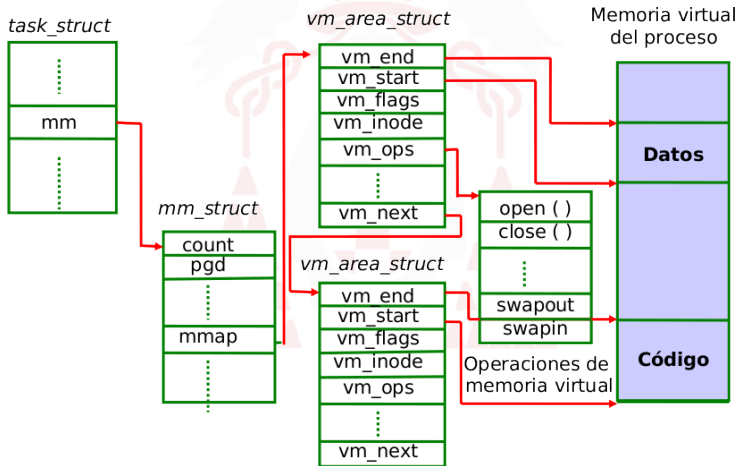 task_struct
mm
mm_struct
count
pgd
mmap
vm_area_struct
vm_end
vm_start
vm_flags
vm_inode
vm_ops
vm_next
vm_area_struct
vm_end
vm_start
vm_flags
vm_inode
vm_ops
vm_next
open ( )
close ( )
swapout
swapin
Operaciones de
memoria virtual
Memoria virtual
del proceso
Datos
Código